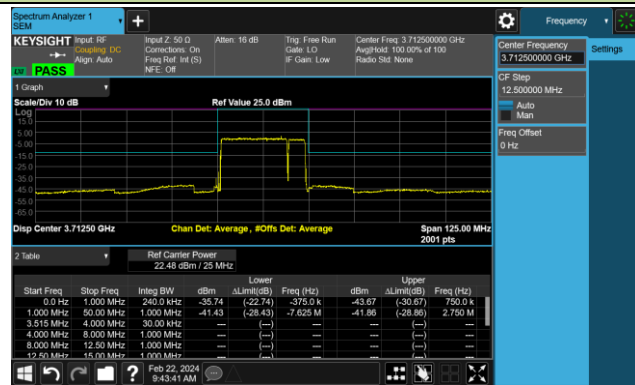 Spectrum Analyzer 1
SEM
Frequency
KEYSIGHT
Input: RF
Coupling: DC
Align: Auto
Input Z: 50 Ω
Corrections: On
Freq Ref: Int (S)
NFE: Off
Atten: 16 dB
Trig: Free Run
Gate: LO
IF Gain: Low
Center Freq: 3.712500000 GHz
Avg|Hold: 100.00% of 100
Radio Std: None
PASS
Center Frequency
3.712500000 GHz
Settings
CF Step
12.500000 MHz
Auto
Man
Freq Offset
0 Hz
1 Graph
Scale/Div 10 dB
Ref Value 25.0 dBm
Log
15.0
5.00
-5.00
-15.0
-25.0
-35.0
-45.0
-55.0
-65.0
Disp Center 3.71250 GHz
Chan Det: Average , #Offs Det: Average
Span 125.00 MHz
2001 pts
2 Table
Ref Carrier Power
22.48 dBm / 25 MHz
Lower Upper
Start Freq Stop Freq Integ BW dBm ΔLimit(dB) Freq (Hz) dBm ΔLimit(dB) Freq (Hz)
0.0 Hz 1.000 MHz 240.0 kHz -35.74 (-22.74) -375.0 k -43.67 (-30.67) 750.0 k
1.000 MHz 50.00 MHz 1.000 MHz -41.43 (-28.43) -7.625 M -41.86 (-28.86) 2.750 M
3.515 MHz 4.000 MHz 30.00 kHz --- (---) --- --- (---) ---
4.000 MHz 8.000 MHz 1.000 MHz --- (---) --- --- (---) ---
8.000 MHz 12.50 MHz 1.000 MHz --- (---) --- --- (---) ---
12.50 MHz 15.00 MHz 1.000 MHz --- (---) --- --- (---) ---
Feb 22, 2024
9:43:41 AM